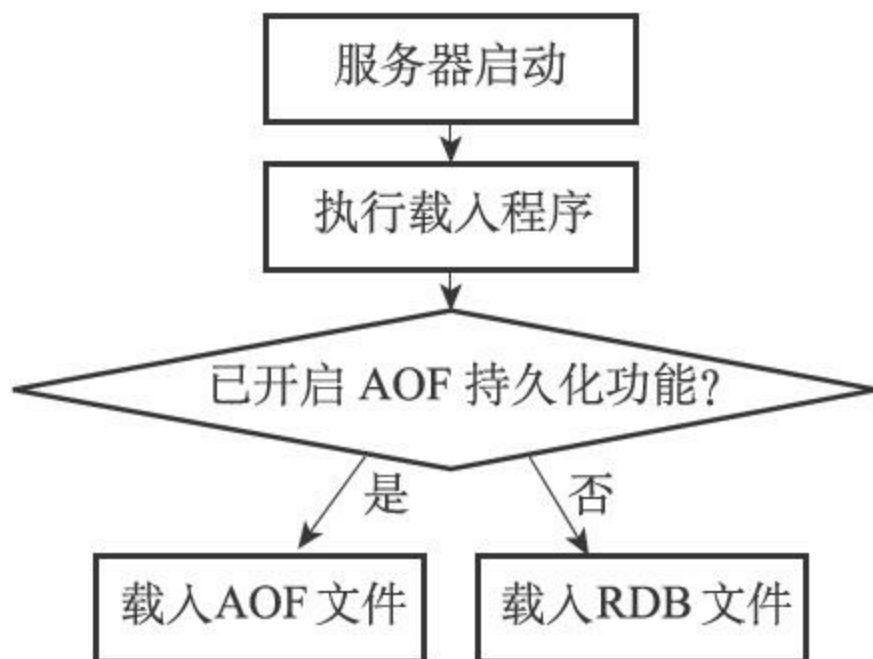 服务器启动
执行载入程序
已开启 AOF 持久化功能?
是
否
载入AOF 文件
载入RDB 文件